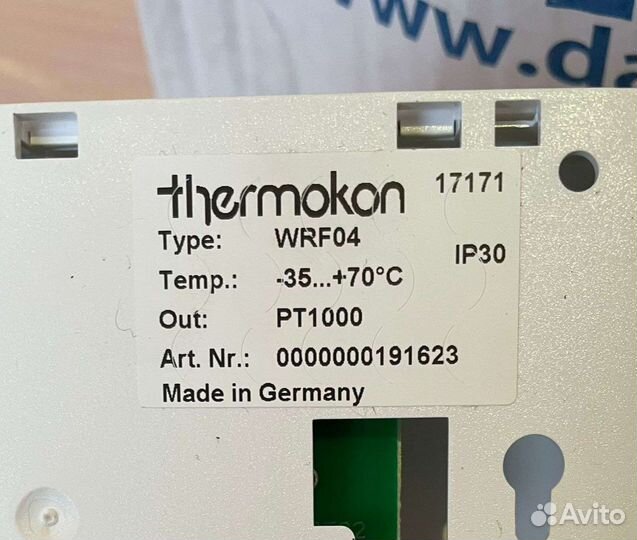 www.da
thermokon 17171
Type: WRF04
IP30
Temp.: -35...+70°C
Out: PT1000
Art. Nr.: 0000000191623
Made in Germany
Avito